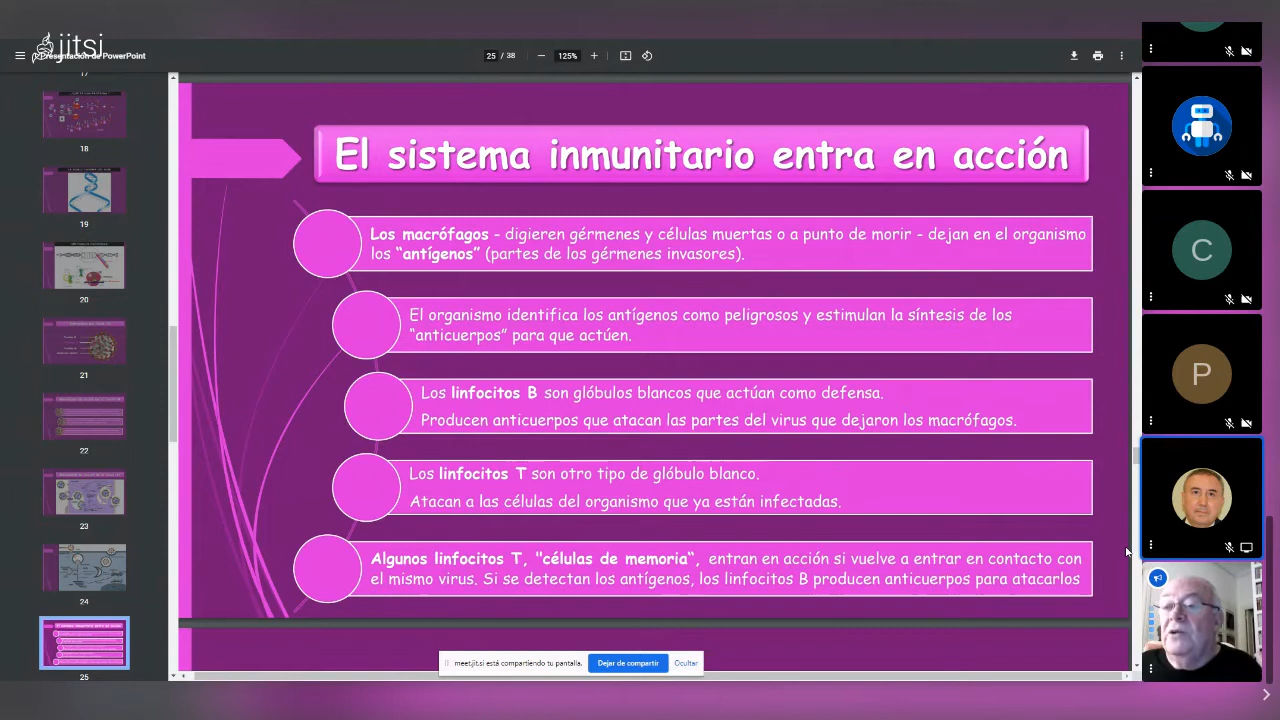 jitsi
Presentación de PowerPoint
25 / 38
125%
17
18
19
20
21
22
23
24
25
El sistema inmunitario entra en acción
Los macrófagos - digieren gérmenes y células muertas o a punto de morir - dejan en el organismo
los “antígenos” (partes de los gérmenes invasores).
El organismo identifica los antígenos como peligrosos y estimulan la síntesis de los
“anticuerpos” para que actúen.
Los linfocitos B son glóbulos blancos que actúan como defensa.
Producen anticuerpos que atacan las partes del virus que dejaron los macrófagos.
Los linfocitos T son otro tipo de glóbulo blanco.
Atacan a las células del organismo que ya están infectadas.
Algunos linfocitos T, "células de memoria“, entran en acción si vuelve a entrar en contacto con
el mismo virus. Si se detectan los antígenos, los linfocitos B producen anticuerpos para atacarlos
meet.jit.si está compartiendo tu pantalla.
Dejar de compartir
Ocultar
C
P